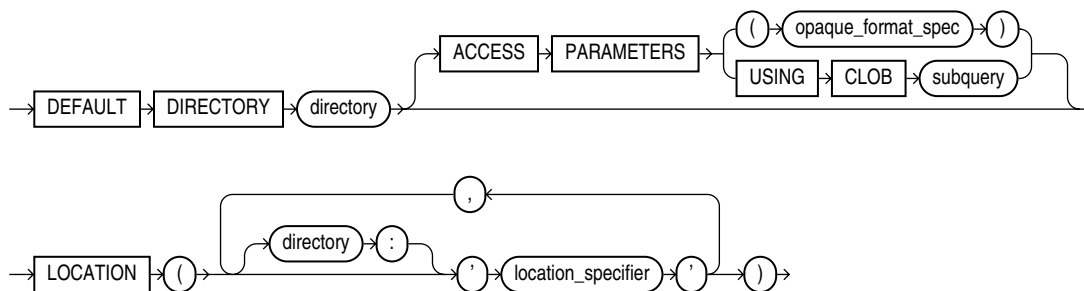 ACCESS PARAMETERS ( opaque_format_spec )
USING CLOB subquery
DEFAULT DIRECTORY directory
,
directory :
LOCATION ( ' location_specifier ' )